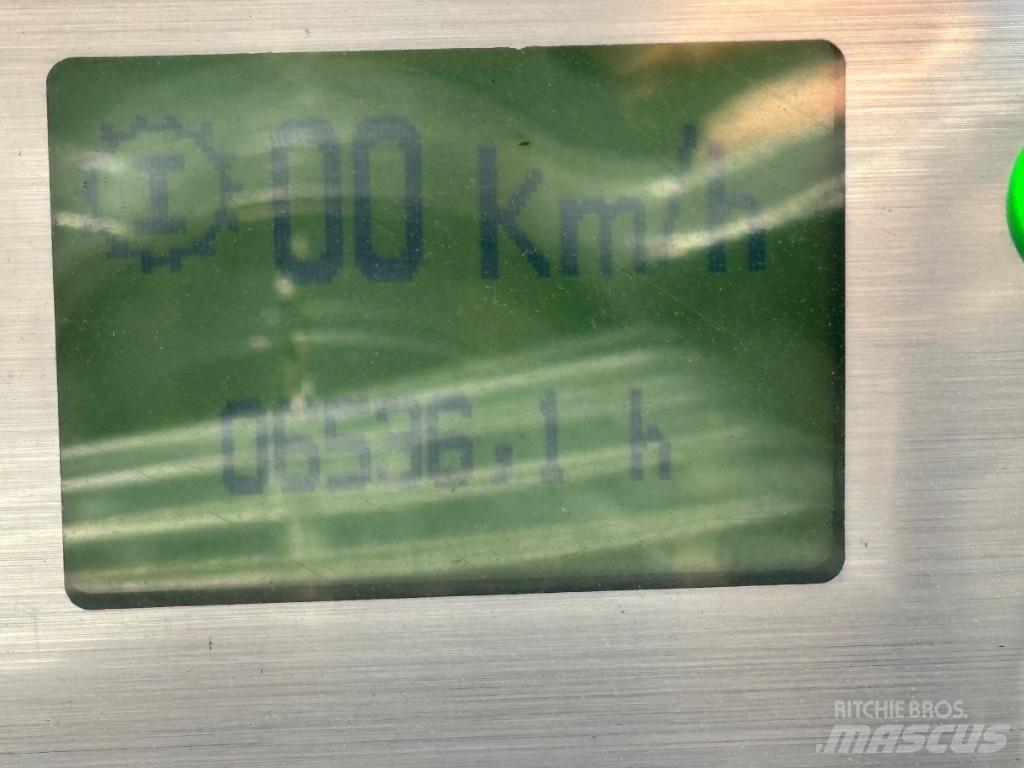 I 00 Km/h
06536,1 h
RITCHIE BROS.
MASCUS